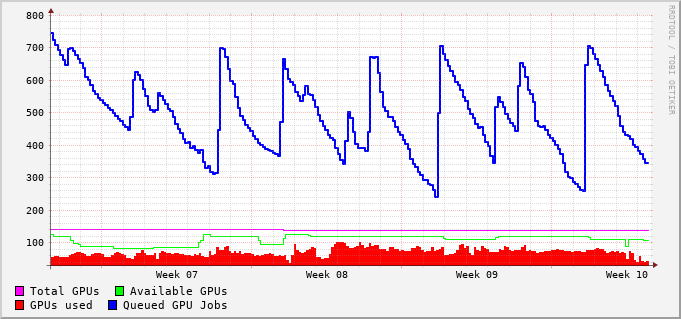 800
700
600
500
400
300
200
100
Week 07 Week 08 Week 09 Week 10
Total GPUs Available GPUs
GPUs used Queued GPU Jobs
RRDTOOL / TOBI OETIKER